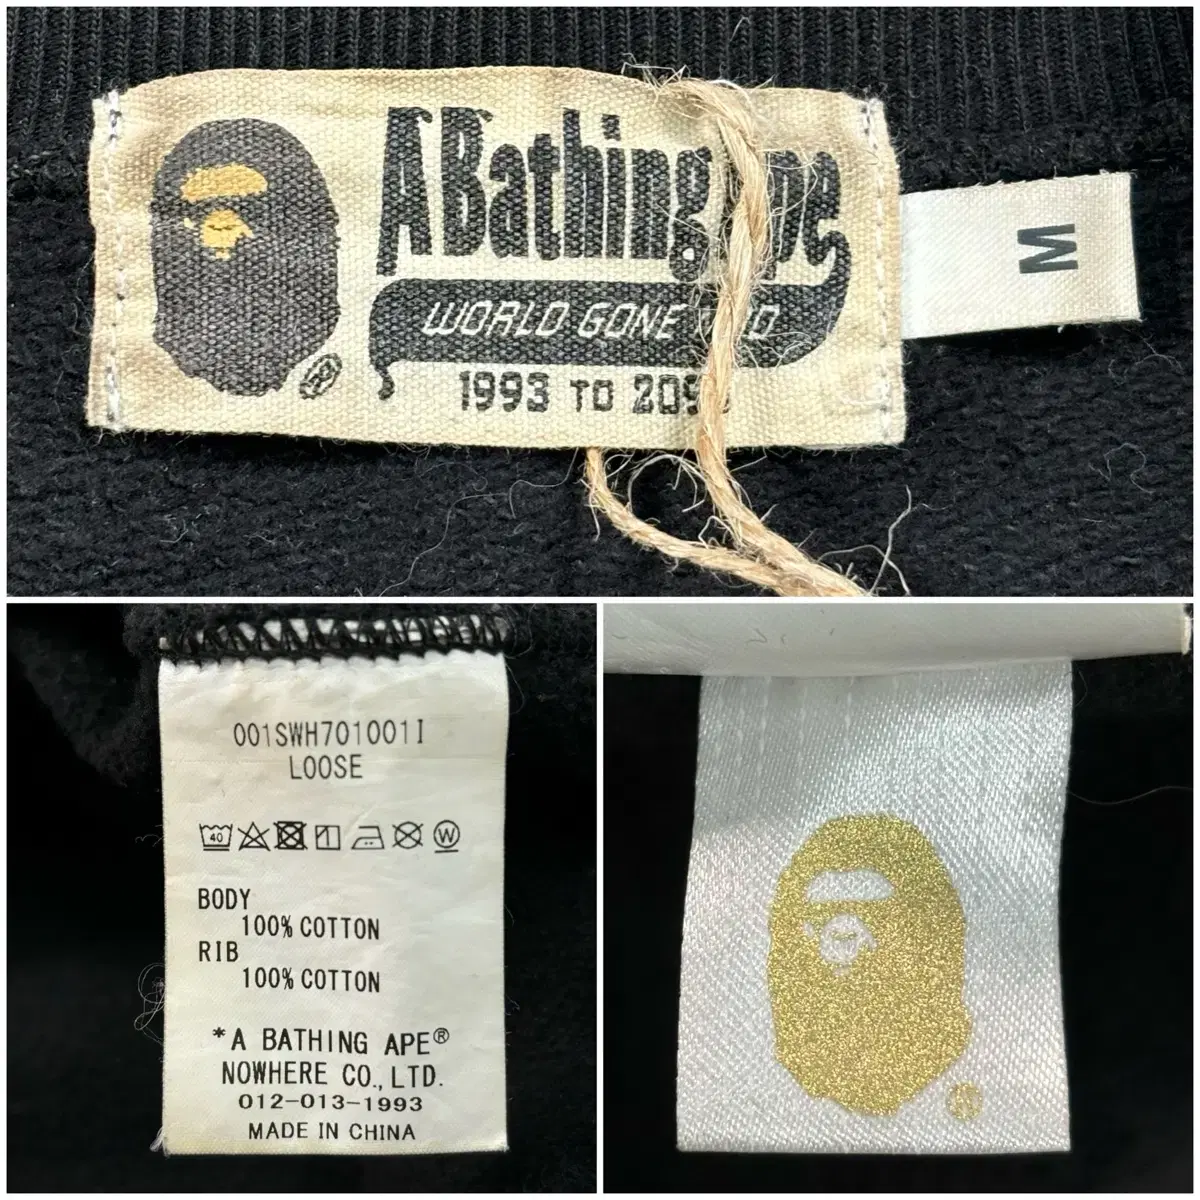 A Bathing Ape
WORLD GONE
1993 TO
M
001SWH701001I
LOOSE
40
W
BODY
100% COTTON
RIB
100% COTTON
*A BATHING APE®
NOWHERE CO.,LTD.
012-013-1993
MADE IN CHINA